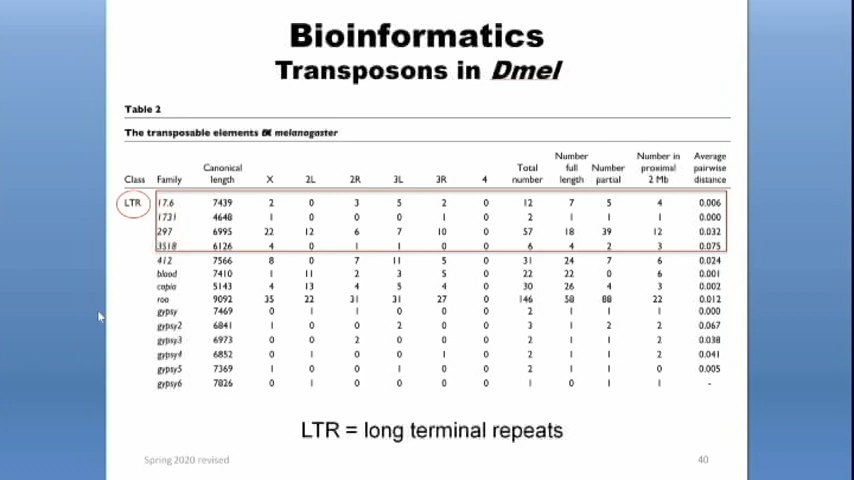 Bioinformatics
Transposons in Dmel
Table 2
The transposable elements melanogaster
Class Family Canonical length X 2L 2R 3L 3R 4 Total number Number full length Number partial Number in proximal 2 Mb Average pairwise distance
LTR 17.6 7439 2 0 3 5 2 0 12 7 5 4 0.006
1731 4648 1 0 0 0 1 0 2 1 1 1 0.000
297 6995 22 12 6 7 10 0 57 18 39 12 0.032
3518 6126 4 0 1 1 0 0 6 4 2 3 0.075
412 7566 8 0 7 11 5 0 31 24 7 6 0.024
blood 7410 1 11 2 3 5 0 22 22 0 6 0.001
copia 5143 4 13 4 5 4 0 30 26 4 3 0.002
roo 9092 35 22 31 31 27 0 146 58 88 22 0.012
gypsy 7469 0 1 1 0 0 0 2 1 1 1 0.000
gypsy2 6841 1 0 0 2 0 0 3 1 2 2 0.067
gypsy3 6973 0 0 2 0 0 0 2 1 1 2 0.038
gypsy4 6852 0 1 0 0 1 0 2 1 1 2 0.041
gypsy5 7369 1 0 0 1 0 0 2 1 1 0 0.005
gypsy6 7826 0 1 0 0 0 0 1 0 1 1 -
LTR = long terminal repeats
Spring 2020 revised 40